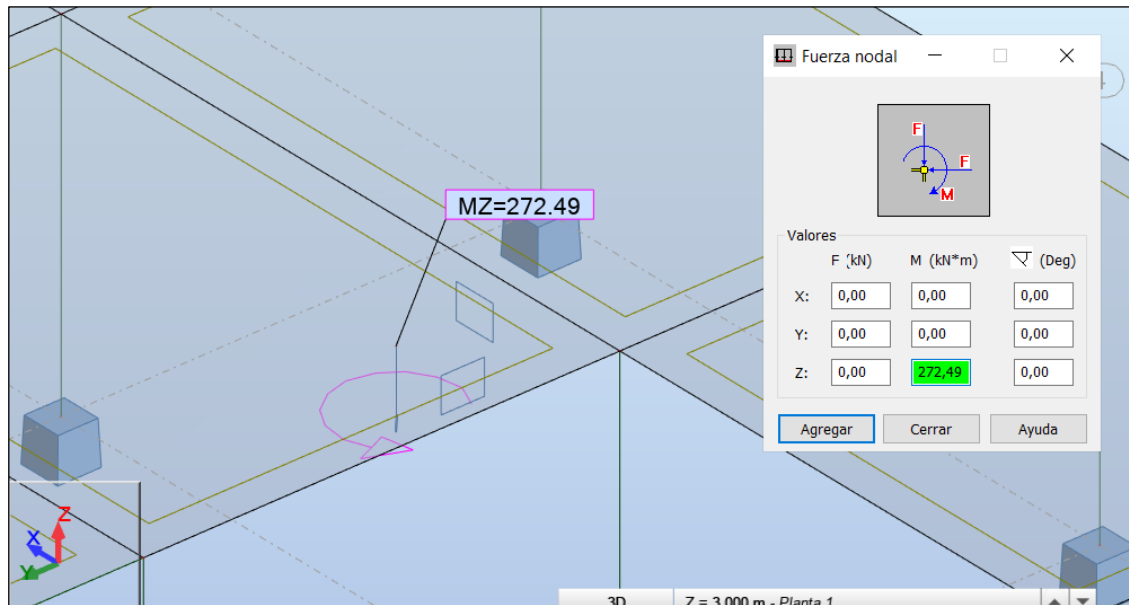 Fuerza nodal
F
F
M
MZ=272.49
Valores
F (kN) M (kN*m) (Deg)
X: 0,00 0,00 0,00
Y: 0,00 0,00 0,00
Z: 0,00 272,49 0,00
Agregar Cerrar Ayuda
Z
X
Y
3D Z = 3.000 m - Planta 1